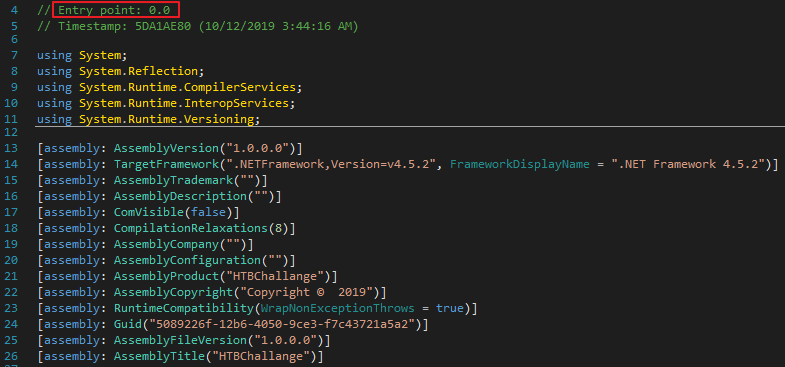 4 // Entry point: 0.0
5 // Timestamp: 5DA1AE80 (10/12/2019 3:44:16 AM)
6
7 using System;
8 using System.Reflection;
9 using System.Runtime.CompilerServices;
10 using System.Runtime.InteropServices;
11 using System.Runtime.Versioning;
12
13 [assembly: AssemblyVersion("1.0.0.0")]
14 [assembly: TargetFramework(".NETFramework,Version=v4.5.2", FrameworkDisplayName = ".NET Framework 4.5.2")]
15 [assembly: AssemblyTrademark("")]
16 [assembly: AssemblyDescription("")]
17 [assembly: ComVisible(false)]
18 [assembly: CompilationRelaxations(8)]
19 [assembly: AssemblyCompany("")]
20 [assembly: AssemblyConfiguration("")]
21 [assembly: AssemblyProduct("HTBChallange")]
22 [assembly: AssemblyCopyright("Copyright ©  2019")]
23 [assembly: RuntimeCompatibility(WrapNonExceptionThrows = true)]
24 [assembly: Guid("5089226f-12b6-4050-9ce3-f7c43721a5a2")]
25 [assembly: AssemblyFileVersion("1.0.0.0")]
26 [assembly: AssemblyTitle("HTBChallange")]